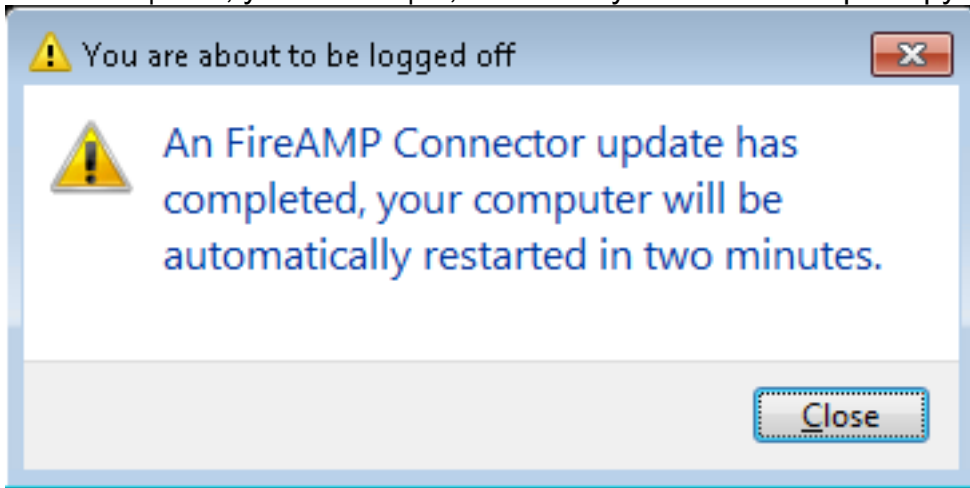 You are about to be logged off
An FireAMP Connector update has
completed, your computer will be
automatically restarted in two minutes.
Close